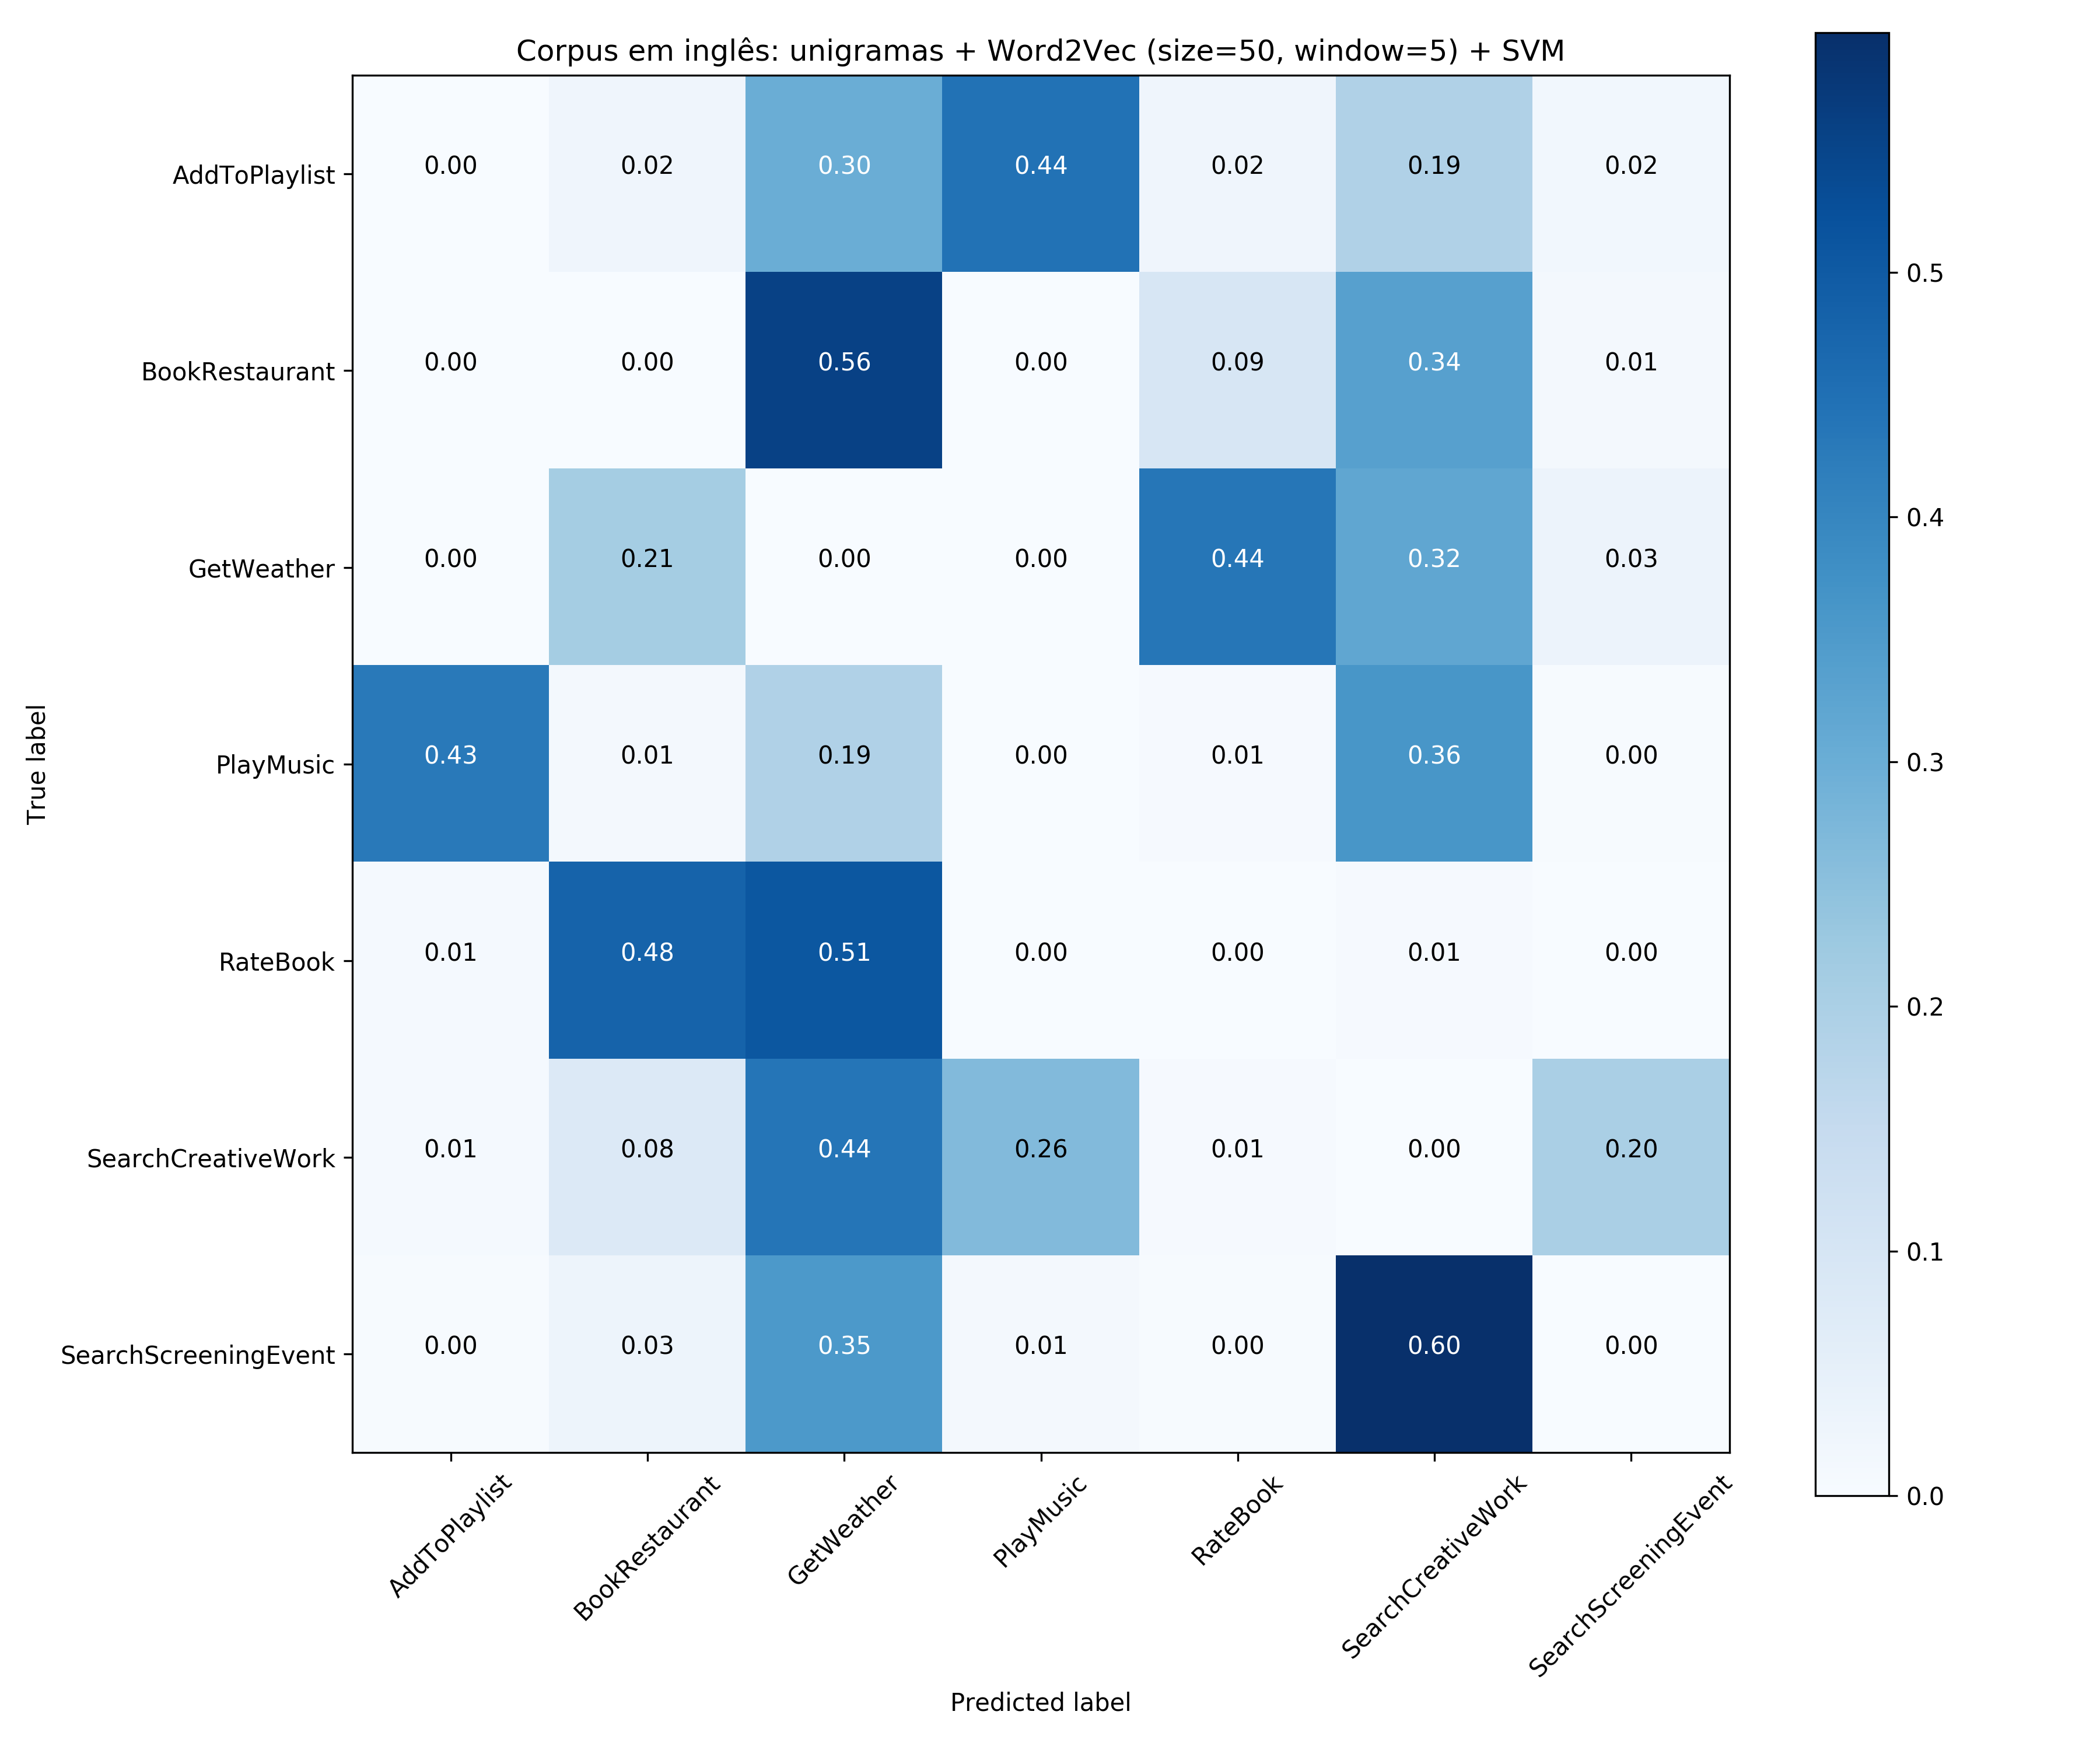 Corpus em inglês: unigramas + Word2Vec (size=50, window=5) + SVM
True label
AddToPlaylist 0.00 0.02 0.30 0.44 0.02 0.19 0.02
BookRestaurant 0.00 0.00 0.56 0.00 0.09 0.34 0.01
GetWeather 0.00 0.21 0.00 0.00 0.44 0.32 0.03
PlayMusic 0.43 0.01 0.19 0.00 0.01 0.36 0.00
RateBook 0.01 0.48 0.51 0.00 0.00 0.01 0.00
SearchCreativeWork 0.01 0.08 0.44 0.26 0.01 0.00 0.20
SearchScreeningEvent 0.00 0.03 0.35 0.01 0.00 0.60 0.00
AddToPlaylist
BookRestaurant
GetWeather
PlayMusic
RateBook
SearchCreativeWork
SearchScreeningEvent
Predicted label
0.5
0.4
0.3
0.2
0.1
0.0